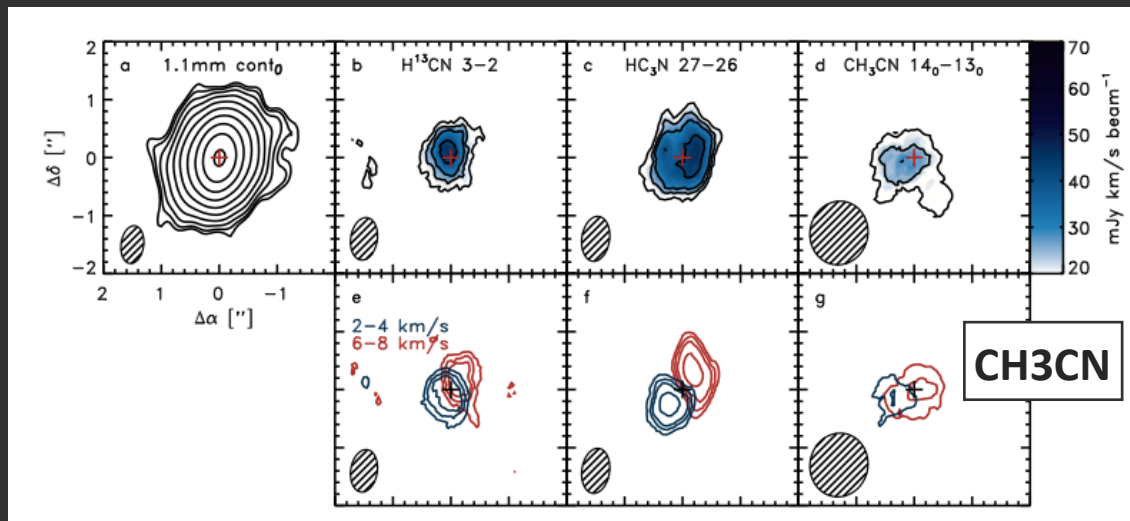 a 1.1mm cont₀
b H¹³CN 3−2
c HC₃N 27−26
d CH₃CN 14₀−13₀
2
1
0
−1
−2
Δδ ["]
2 1 0 −1
Δα ["]
70
60
50
40
30
20
mJy km/s beam⁻¹
e
2−4 km/s
6−8 km/s
f
g
CH3CN